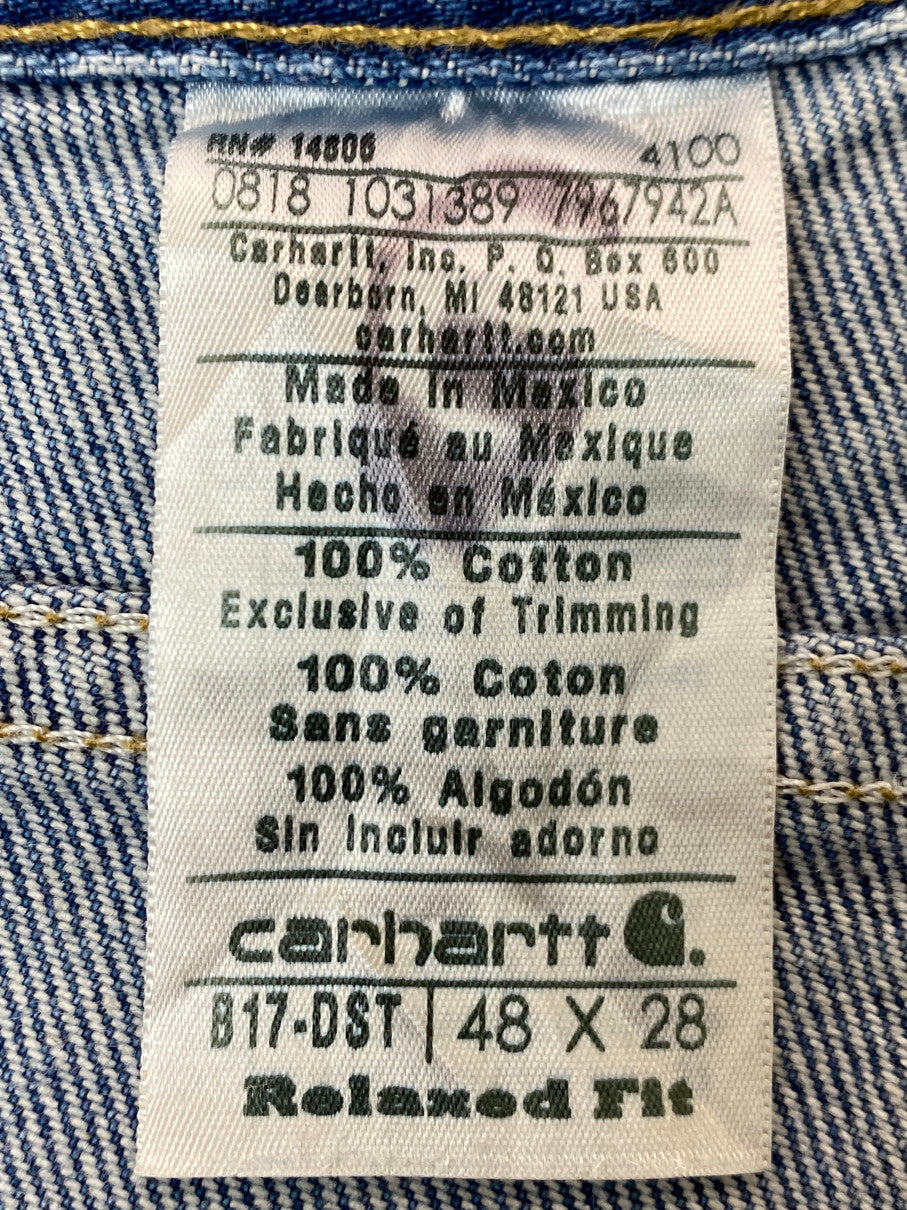 RN# 14806 4100
0818 1031389 7967942A
Carhartt, Inc. P. O. Box 600
Dearborn, MI 48121 USA
carhartt.com
Made in Mexico
Fabriqué au Mexique
Hecho en México
100% Cotton
Exclusive of Trimming
100% Coton
Sans garniture
100% Algodón
Sin incluir adorno
carhartt
B17-DST | 48 X 28
Relaxed Fit